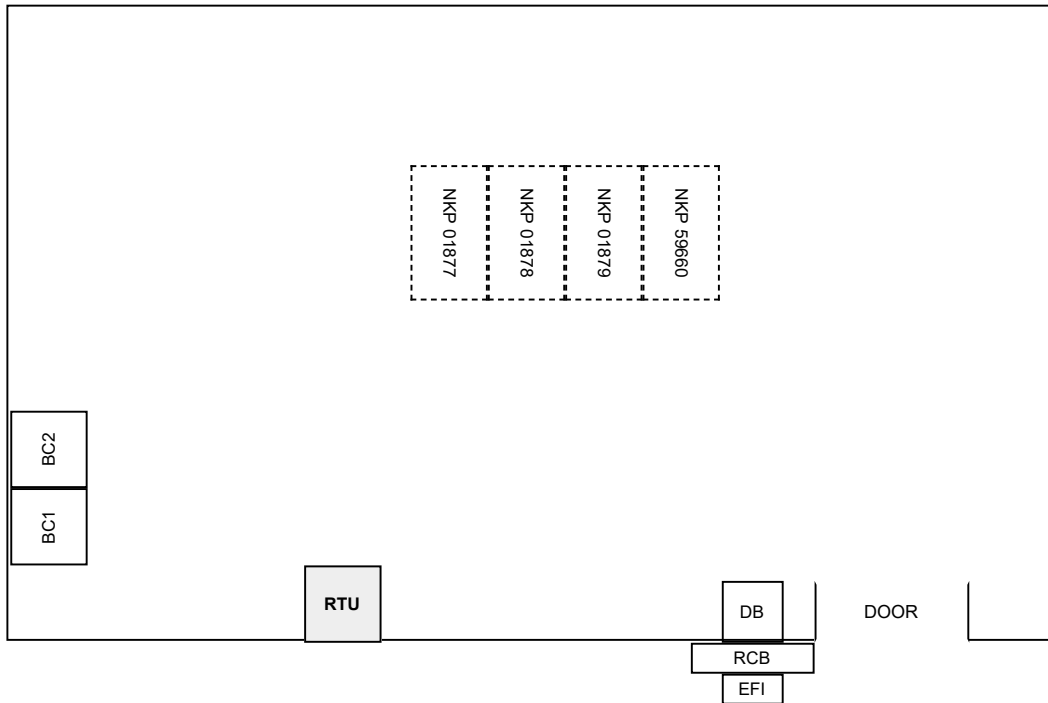 NKP 01877
NKP 01878
NKP 01879
NKP 59660
BC2
BC1
RTU
DB
DOOR
RCB
EFI